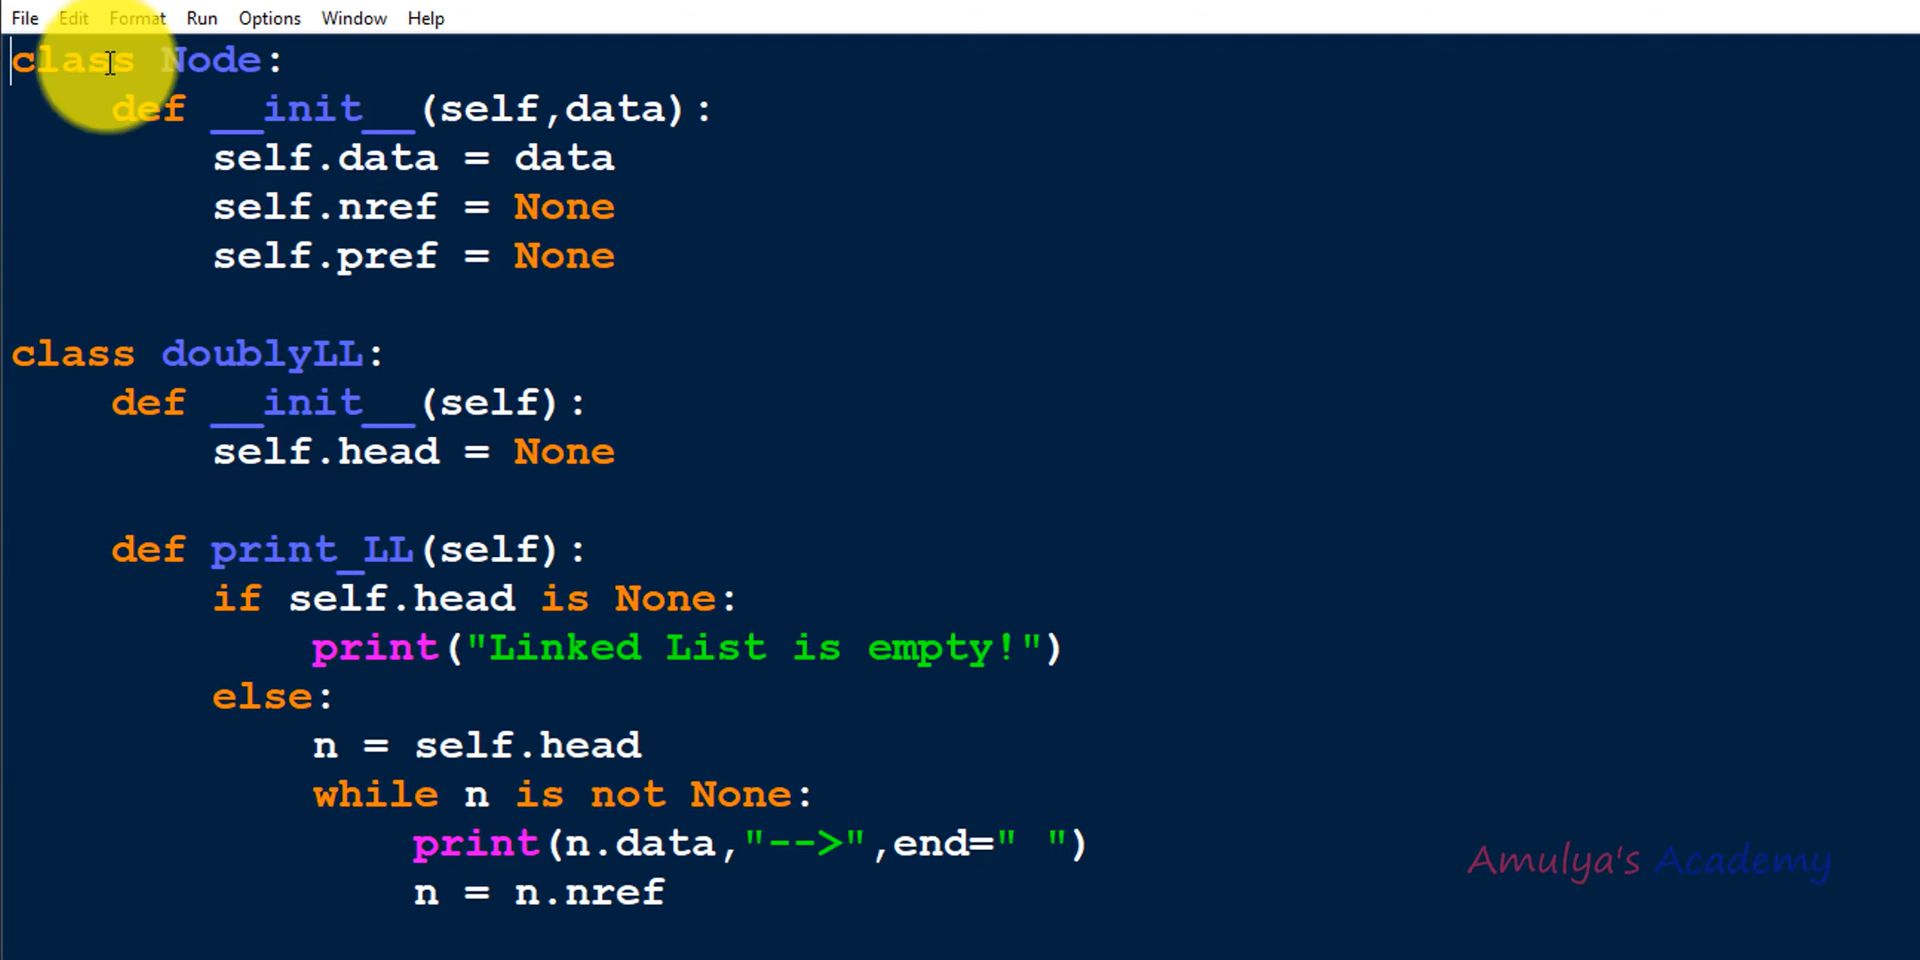 File Edit Format Run Options Window Help
class Node:
    def __init__(self,data):
        self.data = data
        self.nref = None
        self.pref = None

class doublyLL:
    def __init__(self):
        self.head = None

    def print_LL(self):
        if self.head is None:
            print("Linked List is empty!")
        else:
            n = self.head
            while n is not None:
                print(n.data,"-->",end=" ")
                n = n.nref
Amulya's Academy